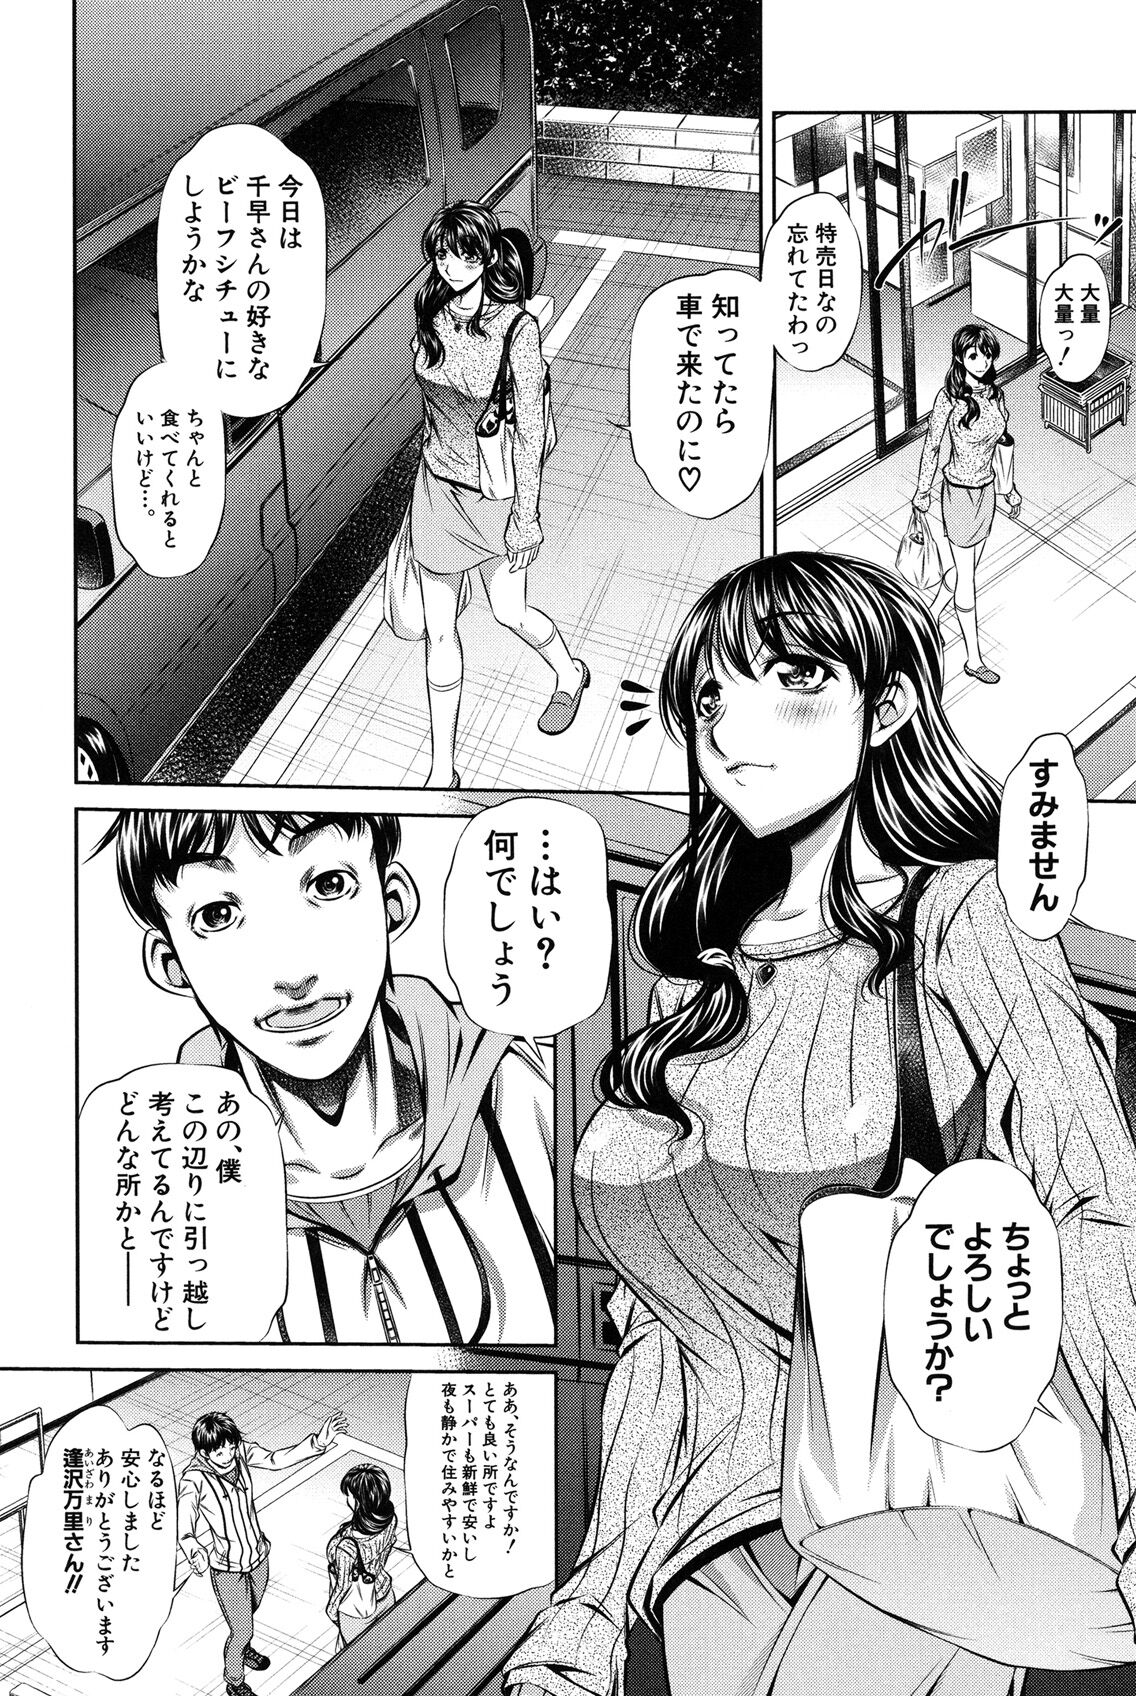 大量
大量っ！
ガーッ
特売日なの
忘れてたわっ
知ってたら
車で来たのに♡
今日は
千早さんの好きな
ビーフシチューに
しようかな
ちゃんと
食べてくれると
いいけど…。
すみません
ちょっと
よろしい
でしょうか？
…はい？
何でしょう
あの、僕
この辺りに引っ越し
考えてるんですけど
どんな所かと──
ああ、そうなんですか！
とても良い所ですよ
スーパーも新鮮で安いし
夜も静かで住みやすいかと
なるほど
安心しました
ありがとうございます
逢沢万里さん!!
あいざわまり